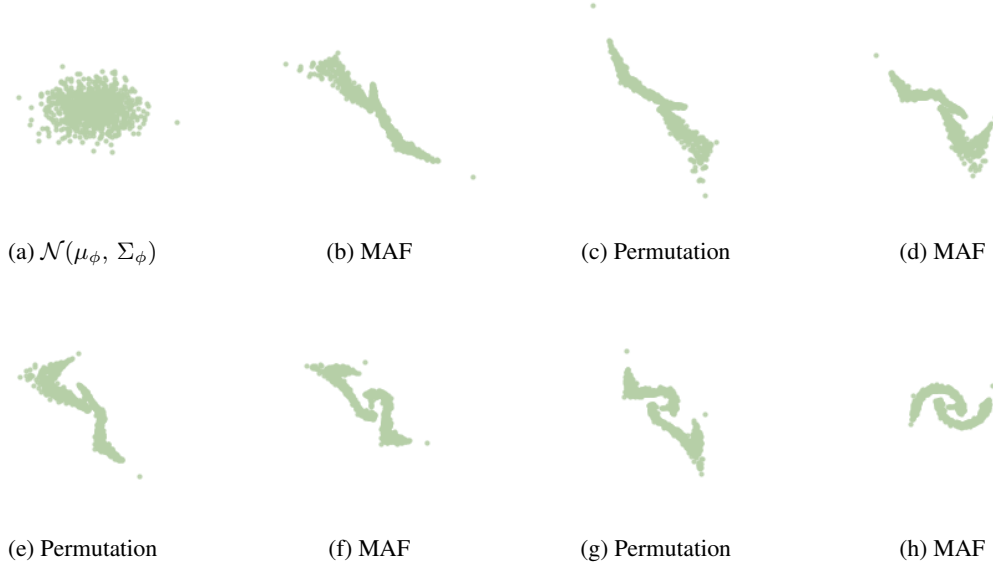 (a) 𝒩(μ_ϕ, Σ_ϕ)
(b) MAF
(c) Permutation
(d) MAF
(e) Permutation
(f) MAF
(g) Permutation
(h) MAF